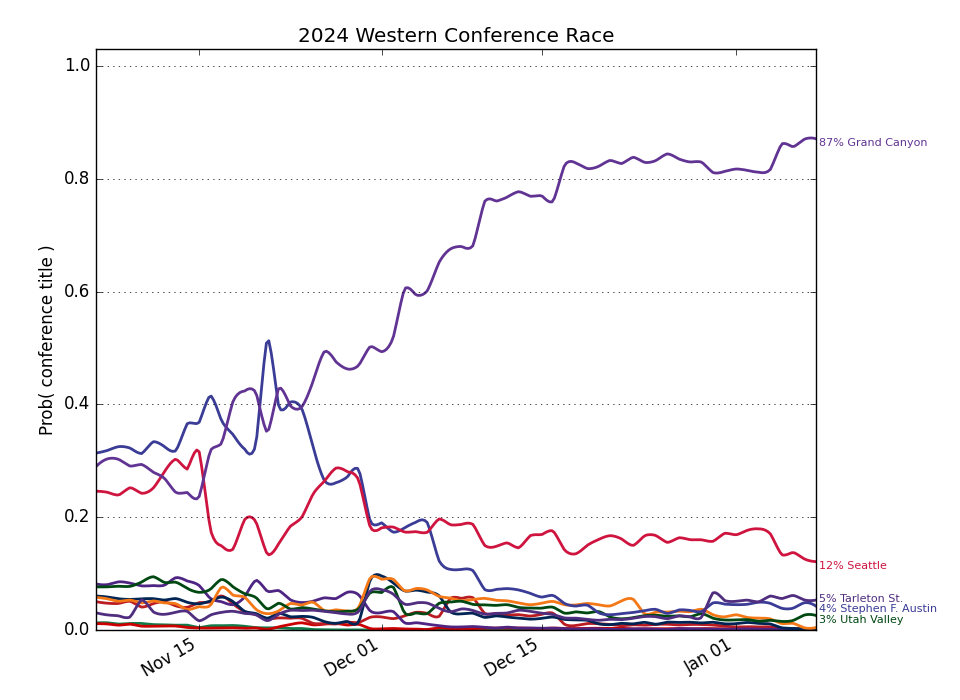 2024 Western Conference Race
Prob( conference title )
1.0
0.8
0.6
0.4
0.2
0.0
87% Grand Canyon
12% Seattle
5% Tarleton St.
4% Stephen F. Austin
3% Utah Valley
Nov 15
Dec 01
Dec 15
Jan 01